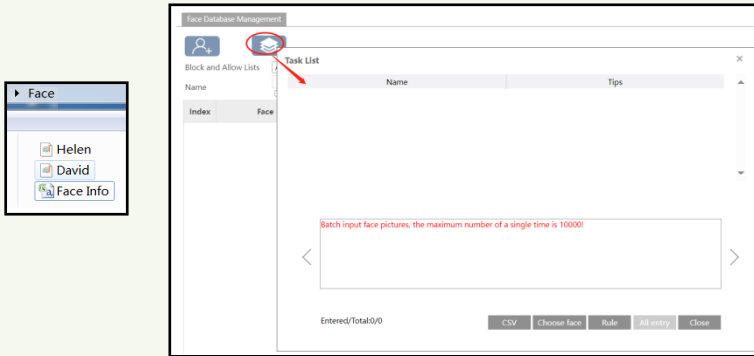 Face
Helen
David
Face Info
Face Database Management
Block and Allow Lists
Name
Index Face
Task List
Name Tips
Batch input face pictures, the maximum number of a single time is 10000!
Entered/Total:0/0
CSV Choose face Rule All entry Close